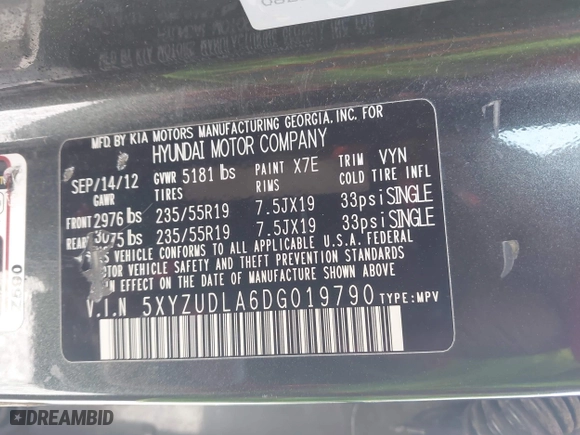 MFD.BY KIA MOTORS MANUFACTURING GEORGIA, INC. FOR
HYUNDAI MOTOR COMPANY
SEP/14/12 GVWR 5181 lbs PAINT X7E TRIM VYN
GAWR TIRES RIMS COLD TIRE INFL
FRONT 2976 lbs 235/55R19 7.5JX19 33psi SINGLE
REAR 3075 lbs 235/55R19 7.5JX19 33psi SINGLE
THIS VEHICLE CONFORMS TO ALL APPLICABLE U.S.A. FEDERAL
MOTOR VEHICLE SAFETY AND THEFT PREVENTION STANDARDS
IN EFFECT ON THE DATE OF MANUFACTURE SHOWN ABOVE.
V.I.N 5XYZUDLA6DG019790 TYPE:MPV
DREAMBID